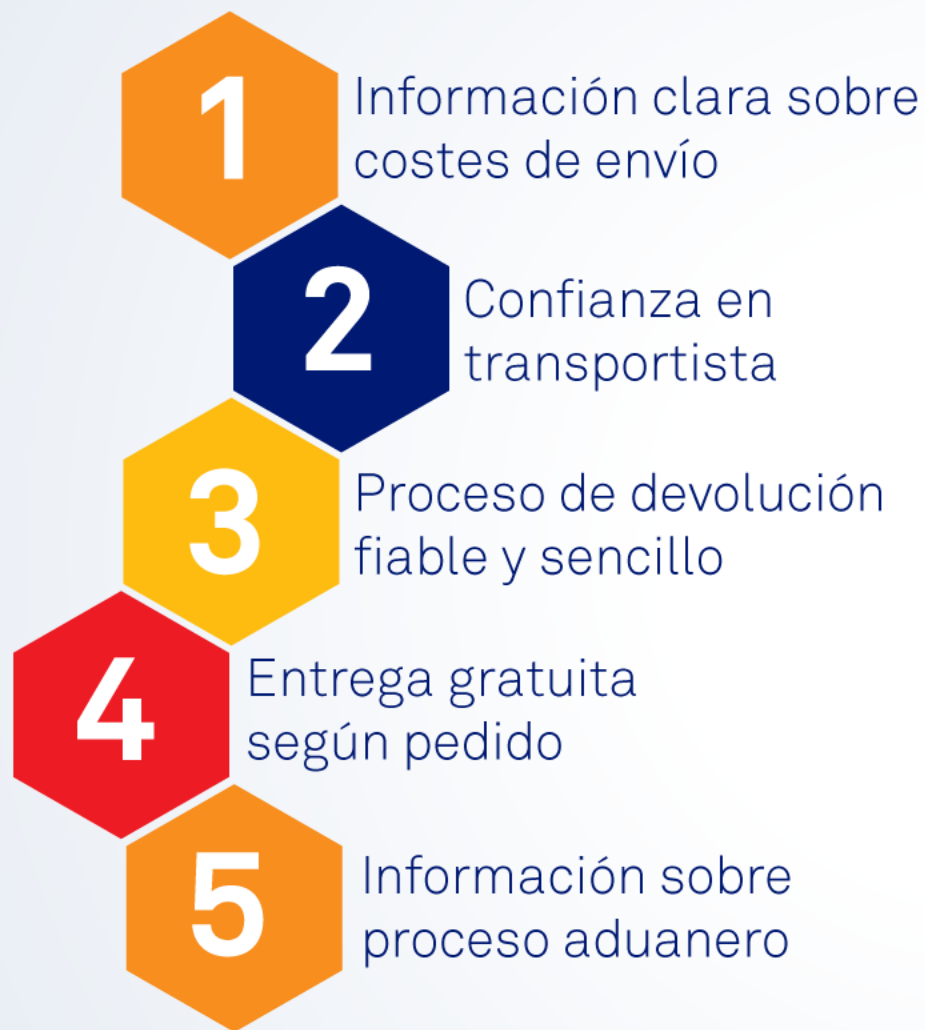 1
Información clara sobre
costes de envío
2
Confianza en
transportista
3
Proceso de devolución
fiable y sencillo
4
Entrega gratuita
según pedido
5
Información sobre
proceso aduanero